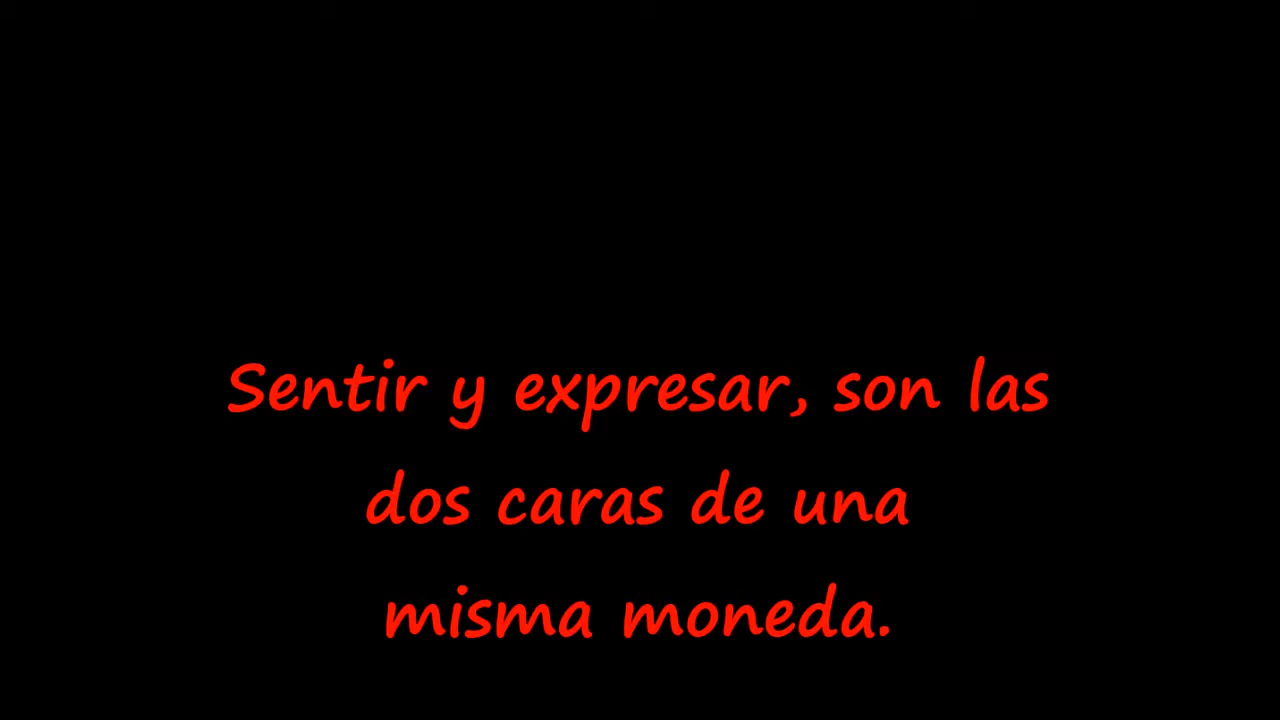 Sentir y expresar, son las
dos caras de una
misma moneda.